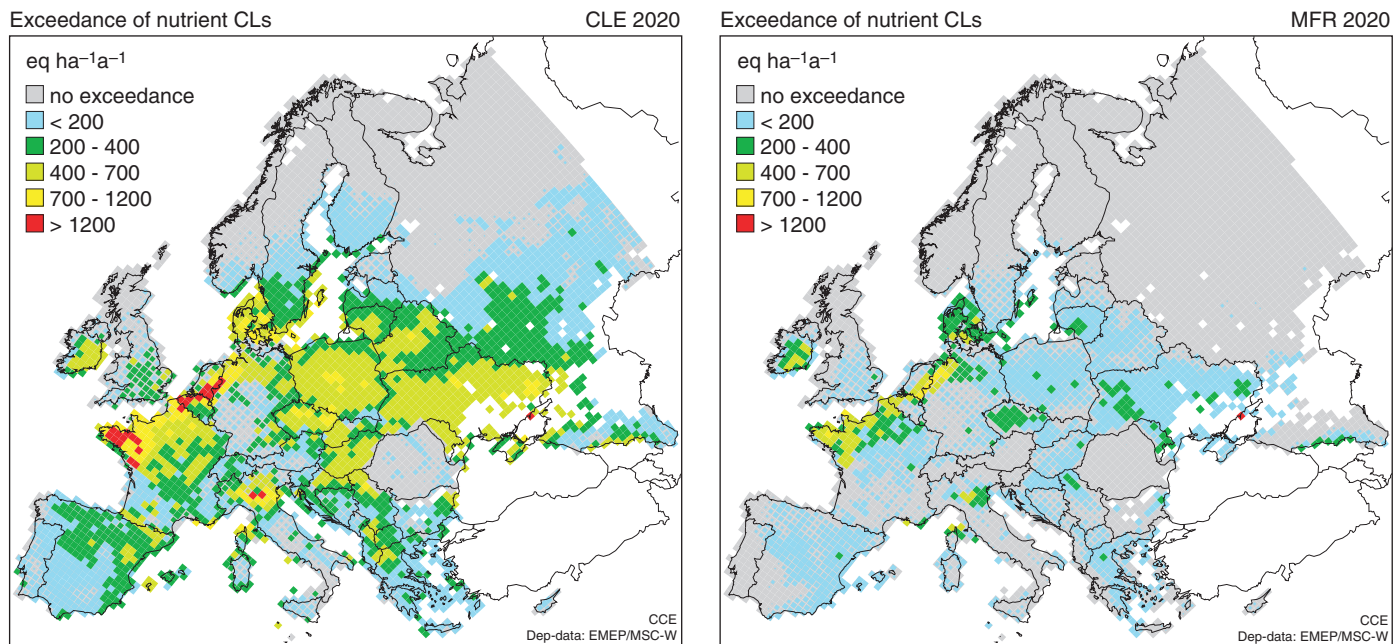 Exceedance of nutrient CLs CLE 2020
eq ha⁻¹a⁻¹
no exceedance
< 200
200 - 400
400 - 700
700 - 1200
> 1200
CCE
Dep-data: EMEP/MSC-W
Exceedance of nutrient CLs MFR 2020
eq ha⁻¹a⁻¹
no exceedance
< 200
200 - 400
400 - 700
700 - 1200
> 1200
CCE
Dep-data: EMEP/MSC-W